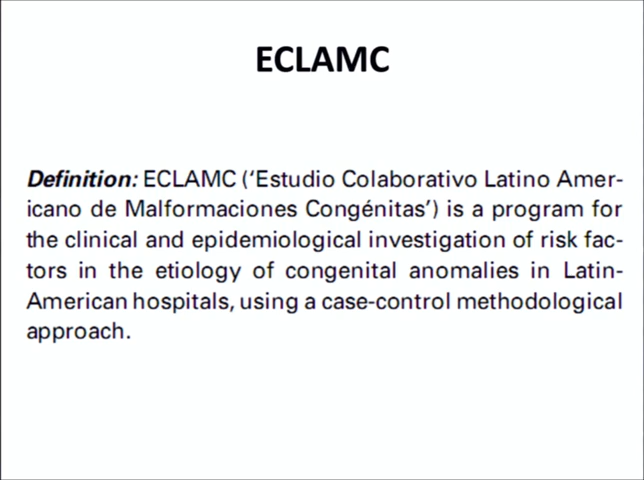 ECLAMC
Definition: ECLAMC (‘Estudio Colaborativo Latino Amer-
icano de Malformaciones Congénitas’) is a program for
the clinical and epidemiological investigation of risk fac-
tors in the etiology of congenital anomalies in Latin-
American hospitals, using a case-control methodological
approach.